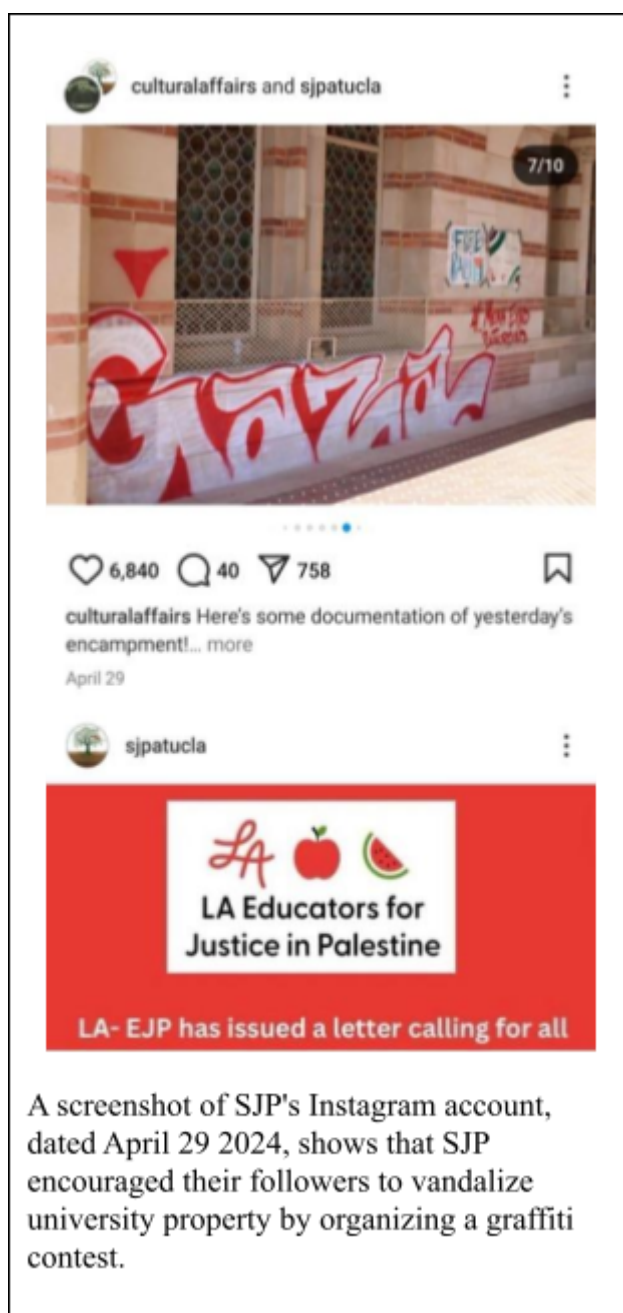 culturalaffairs and sjpatucla
7/10
FREE
Gaza
6,840 40 758
culturalaffairs Here's some documentation of yesterday's
encampment!... more
April 29
sjpatucla
LA
LA Educators for
Justice in Palestine
LA- EJP has issued a letter calling for all
A screenshot of SJP's Instagram account,
dated April 29 2024, shows that SJP
encouraged their followers to vandalize
university property by organizing a graffiti
contest.